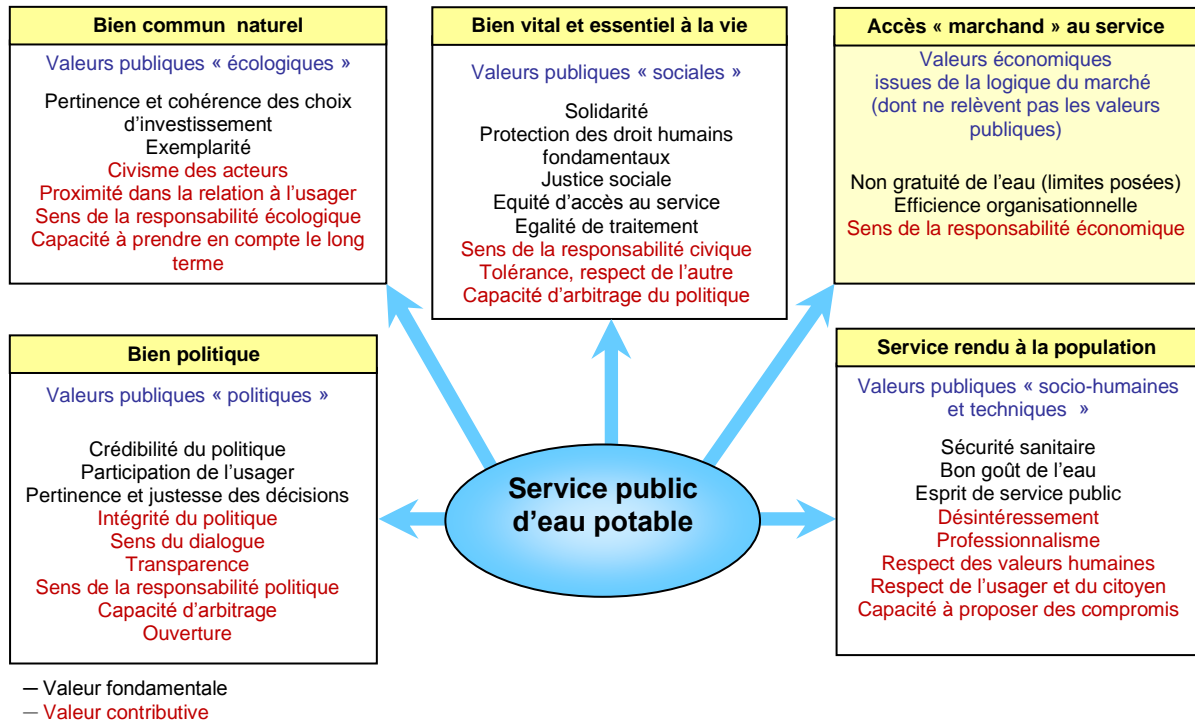 Bien commun naturel
Valeurs publiques « écologiques »
Pertinence et cohérence des choix
d’investissement
Exemplarité
Civisme des acteurs
Proximité dans la relation à l’usager
Sens de la responsabilité écologique
Capacité à prendre en compte le long
terme
Bien vital et essentiel à la vie
Valeurs publiques « sociales »
Solidarité
Protection des droit humains
fondamentaux
Justice sociale
Equité d’accès au service
Egalité de traitement
Sens de la responsabilité civique
Tolérance, respect de l’autre
Capacité d’arbitrage du politique
Accès « marchand » au service
Valeurs économiques
issues de la logique du marché
(dont ne relèvent pas les valeurs
publiques)
Non gratuité de l’eau (limites posées)
Efficience organisationnelle
Sens de la responsabilité économique
Bien politique
Valeurs publiques « politiques »
Crédibilité du politique
Participation de l’usager
Pertinence et justesse des décisions
Intégrité du politique
Sens du dialogue
Transparence
Sens de la responsabilité politique
Capacité d’arbitrage
Ouverture
Service public
d’eau potable
Service rendu à la population
Valeurs publiques « socio-humaines
et techniques »
Sécurité sanitaire
Bon goût de l’eau
Esprit de service public
Désintéressement
Professionnalisme
Respect des valeurs humaines
Respect de l’usager et du citoyen
Capacité à proposer des compromis
– Valeur fondamentale
– Valeur contributive